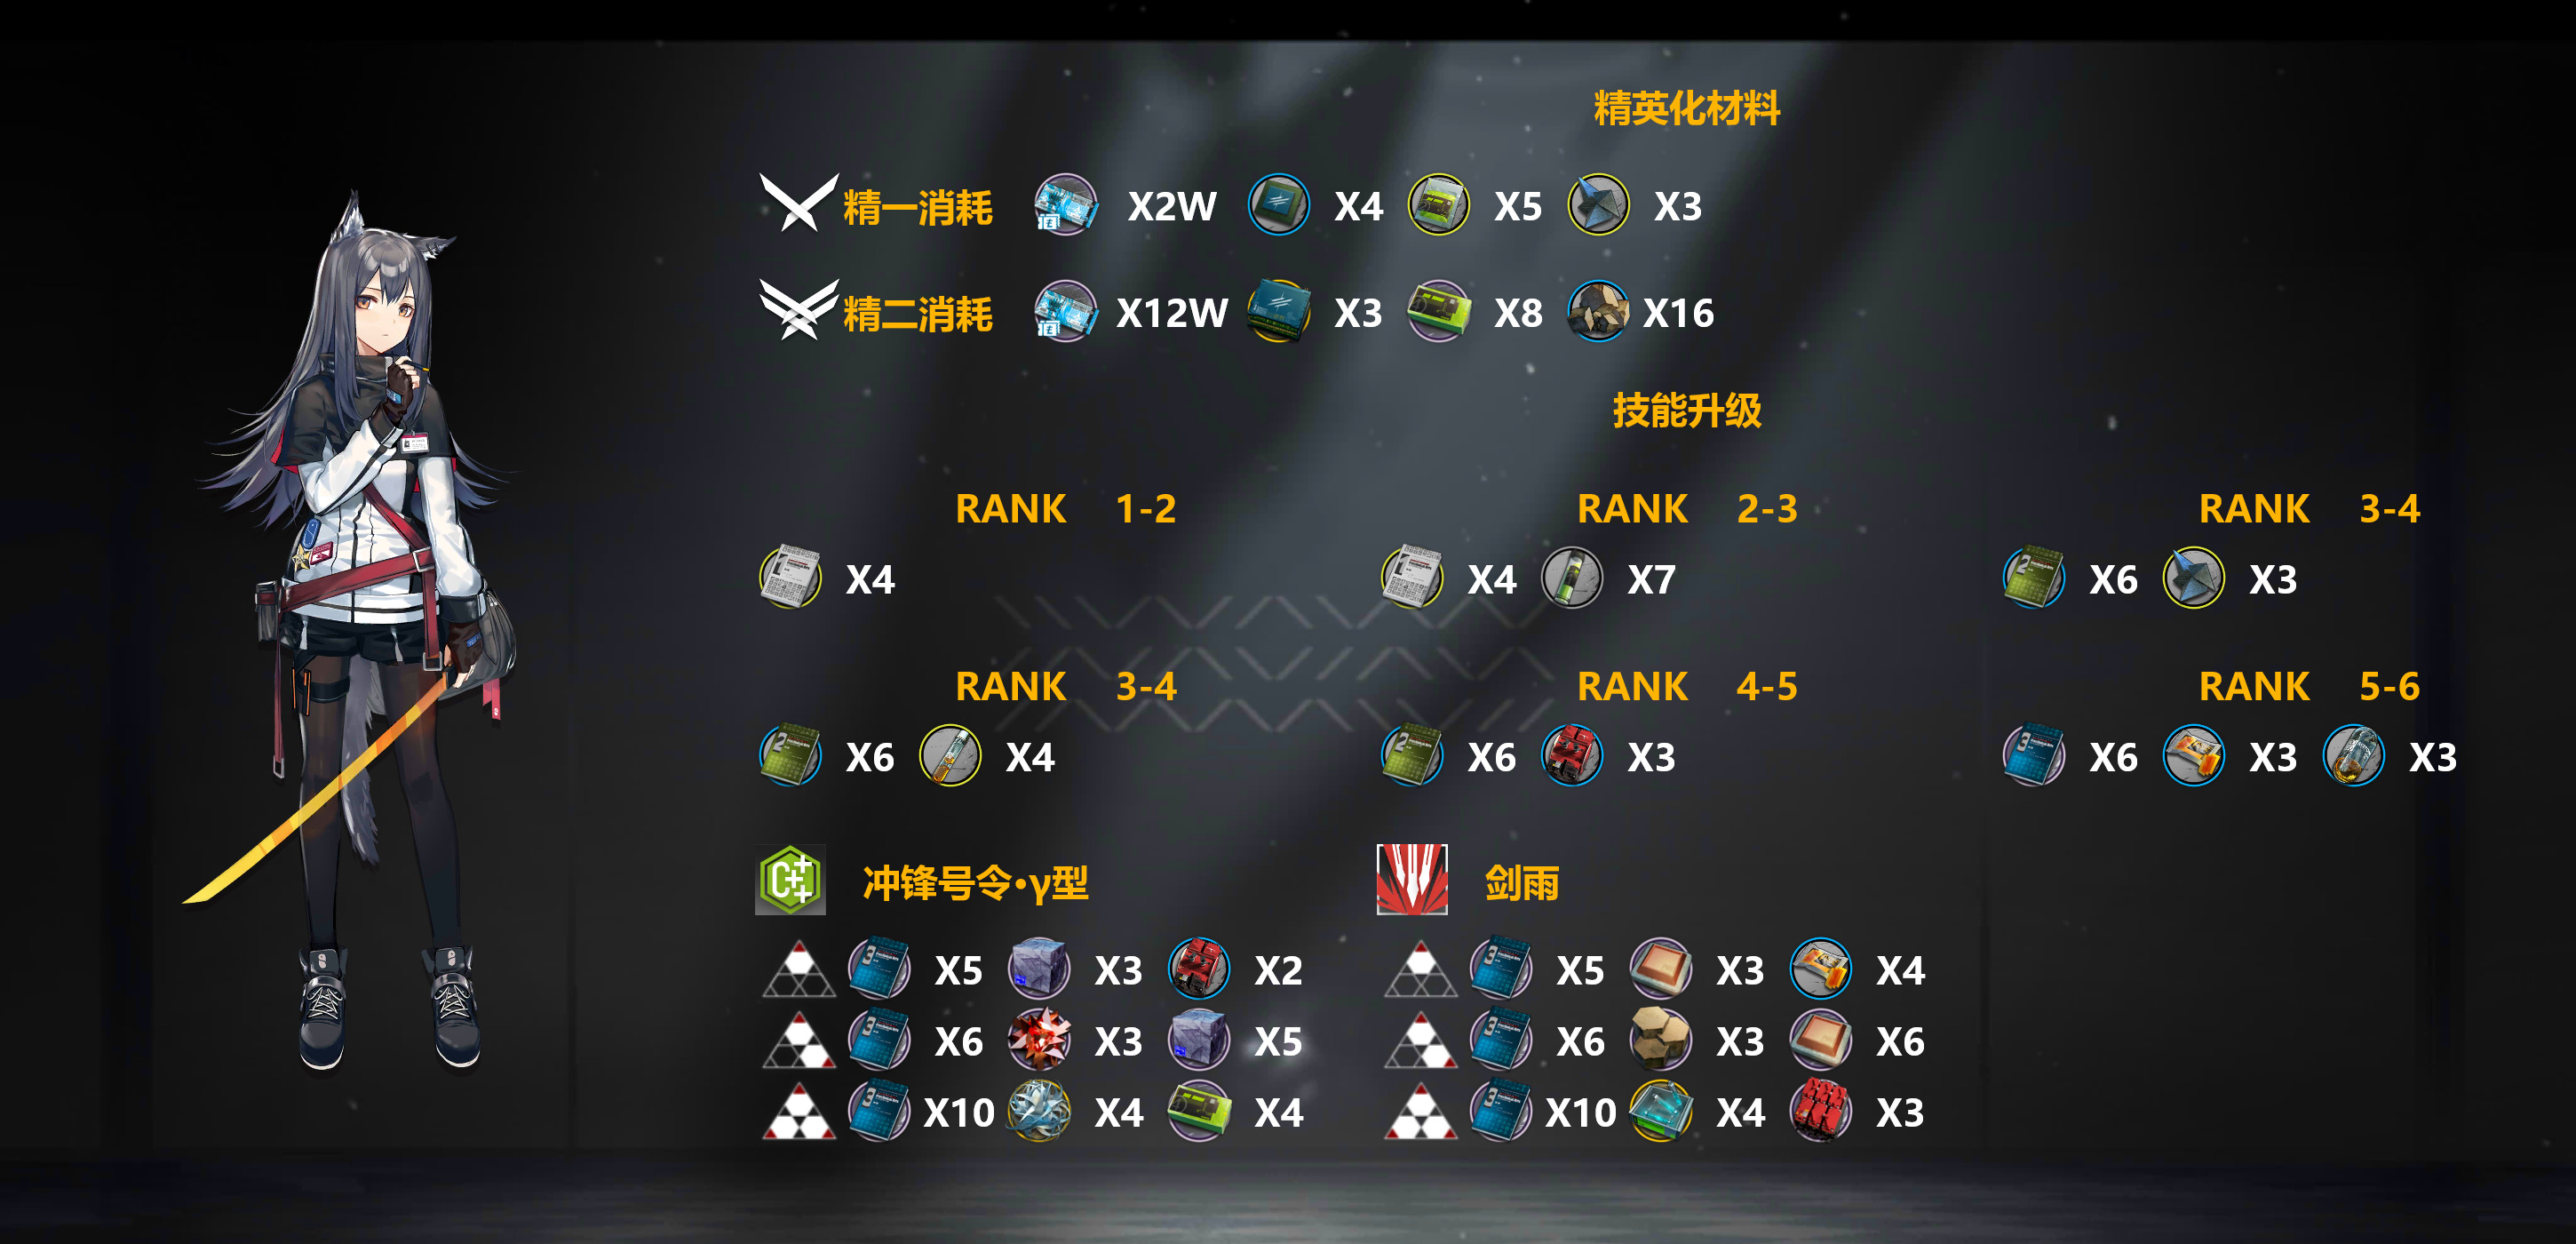 精英化材料
精一消耗 X2W X4 X5 X3
精二消耗 X12W X3 X8 X16
技能升级
RANK 1-2 RANK 2-3 RANK 3-4
X4 X4 X7 X6 X3
RANK 3-4 RANK 4-5 RANK 5-6
X6 X4 X6 X3 X6 X3 X3
冲锋号令·γ型 剑雨
X5 X3 X2 X5 X3 X4
X6 X3 X5 X6 X3 X6
X10 X4 X4 X10 X4 X3